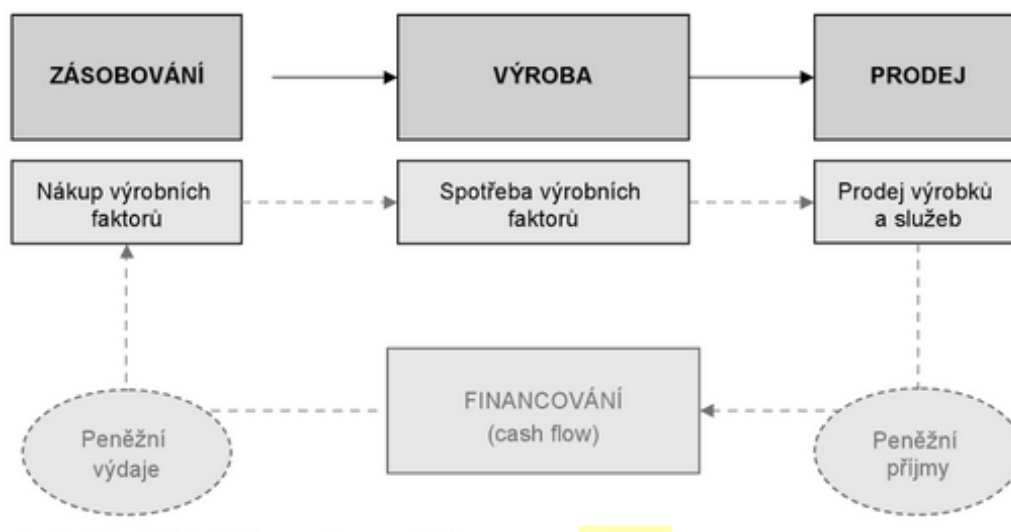 ZÁSOBOVÁNÍ
VÝROBA
PRODEJ
Nákup výrobních
faktorů
Spotřeba výrobních
faktorů
Prodej výrobků
a služeb
FINANCOVÁNÍ
(cash flow)
Peněžní
výdaje
Peněžní
příjmy